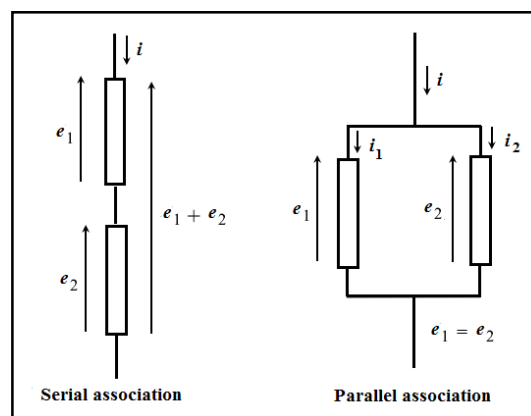 i
e1
e1 + e2
e2
Serial association
i
i1
i2
e1
e2
e1 = e2
Parallel association